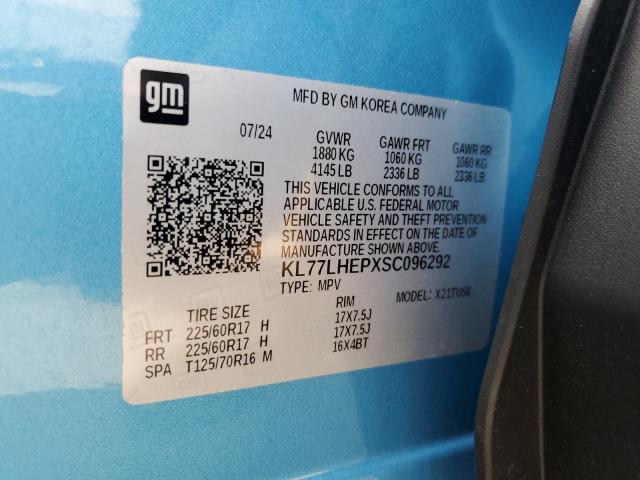 gm
MFD BY GM KOREA COMPANY
07/24 GVWR GAWR FRT GAWR RR
1880 KG 1060 KG 1060 KG
4145 LB 2336 LB 2336 LB
THIS VEHICLE CONFORMS TO ALL
APPLICABLE U.S. FEDERAL MOTOR
VEHICLE SAFETY AND THEFT PREVENTION
STANDARDS IN EFFECT ON THE DATE OF
MANUFACTURE SHOWN ABOVE.
KL77LHEPXSC096292
TYPE: MPV MODEL: X21TU56
TIRE SIZE RIM
FRT 225/60R17 H 17X7.5J
RR 225/60R17 H 17X7.5J
SPA T125/70R16 M 16X4BT